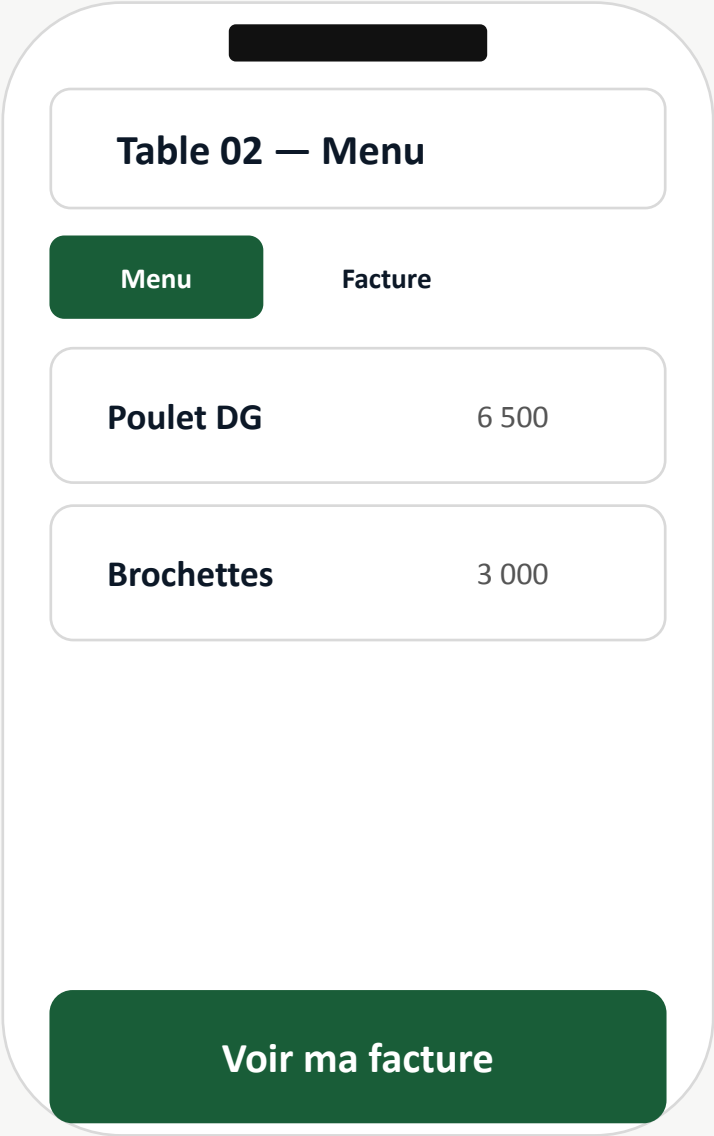 Table 02 — Menu
Menu Facture
Poulet DG 6 500
Brochettes 3 000
Voir ma facture